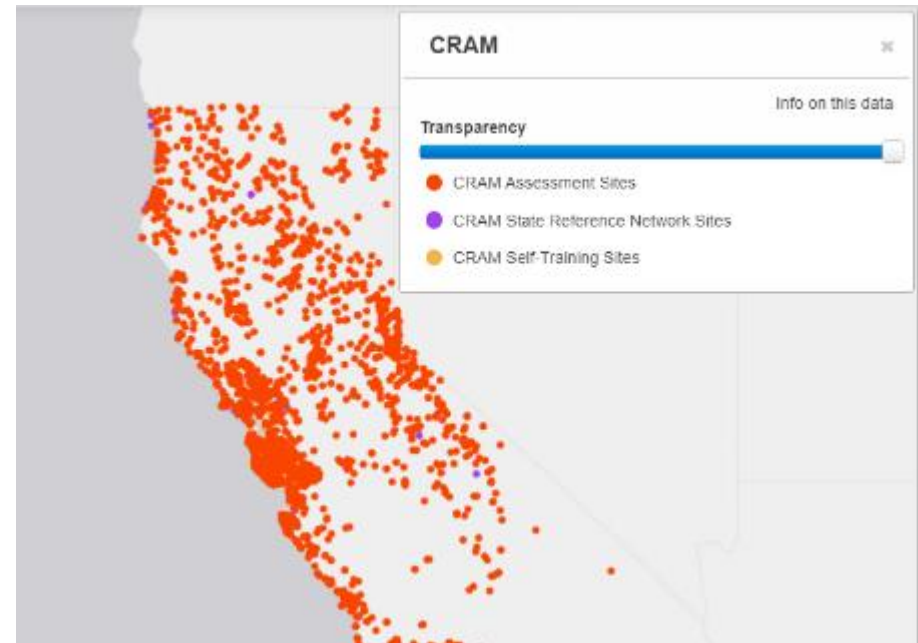 CRAM
Info on this data
Transparency
CRAM Assessment Sites
CRAM State Reference Network Sites
CRAM Self-Training Sites